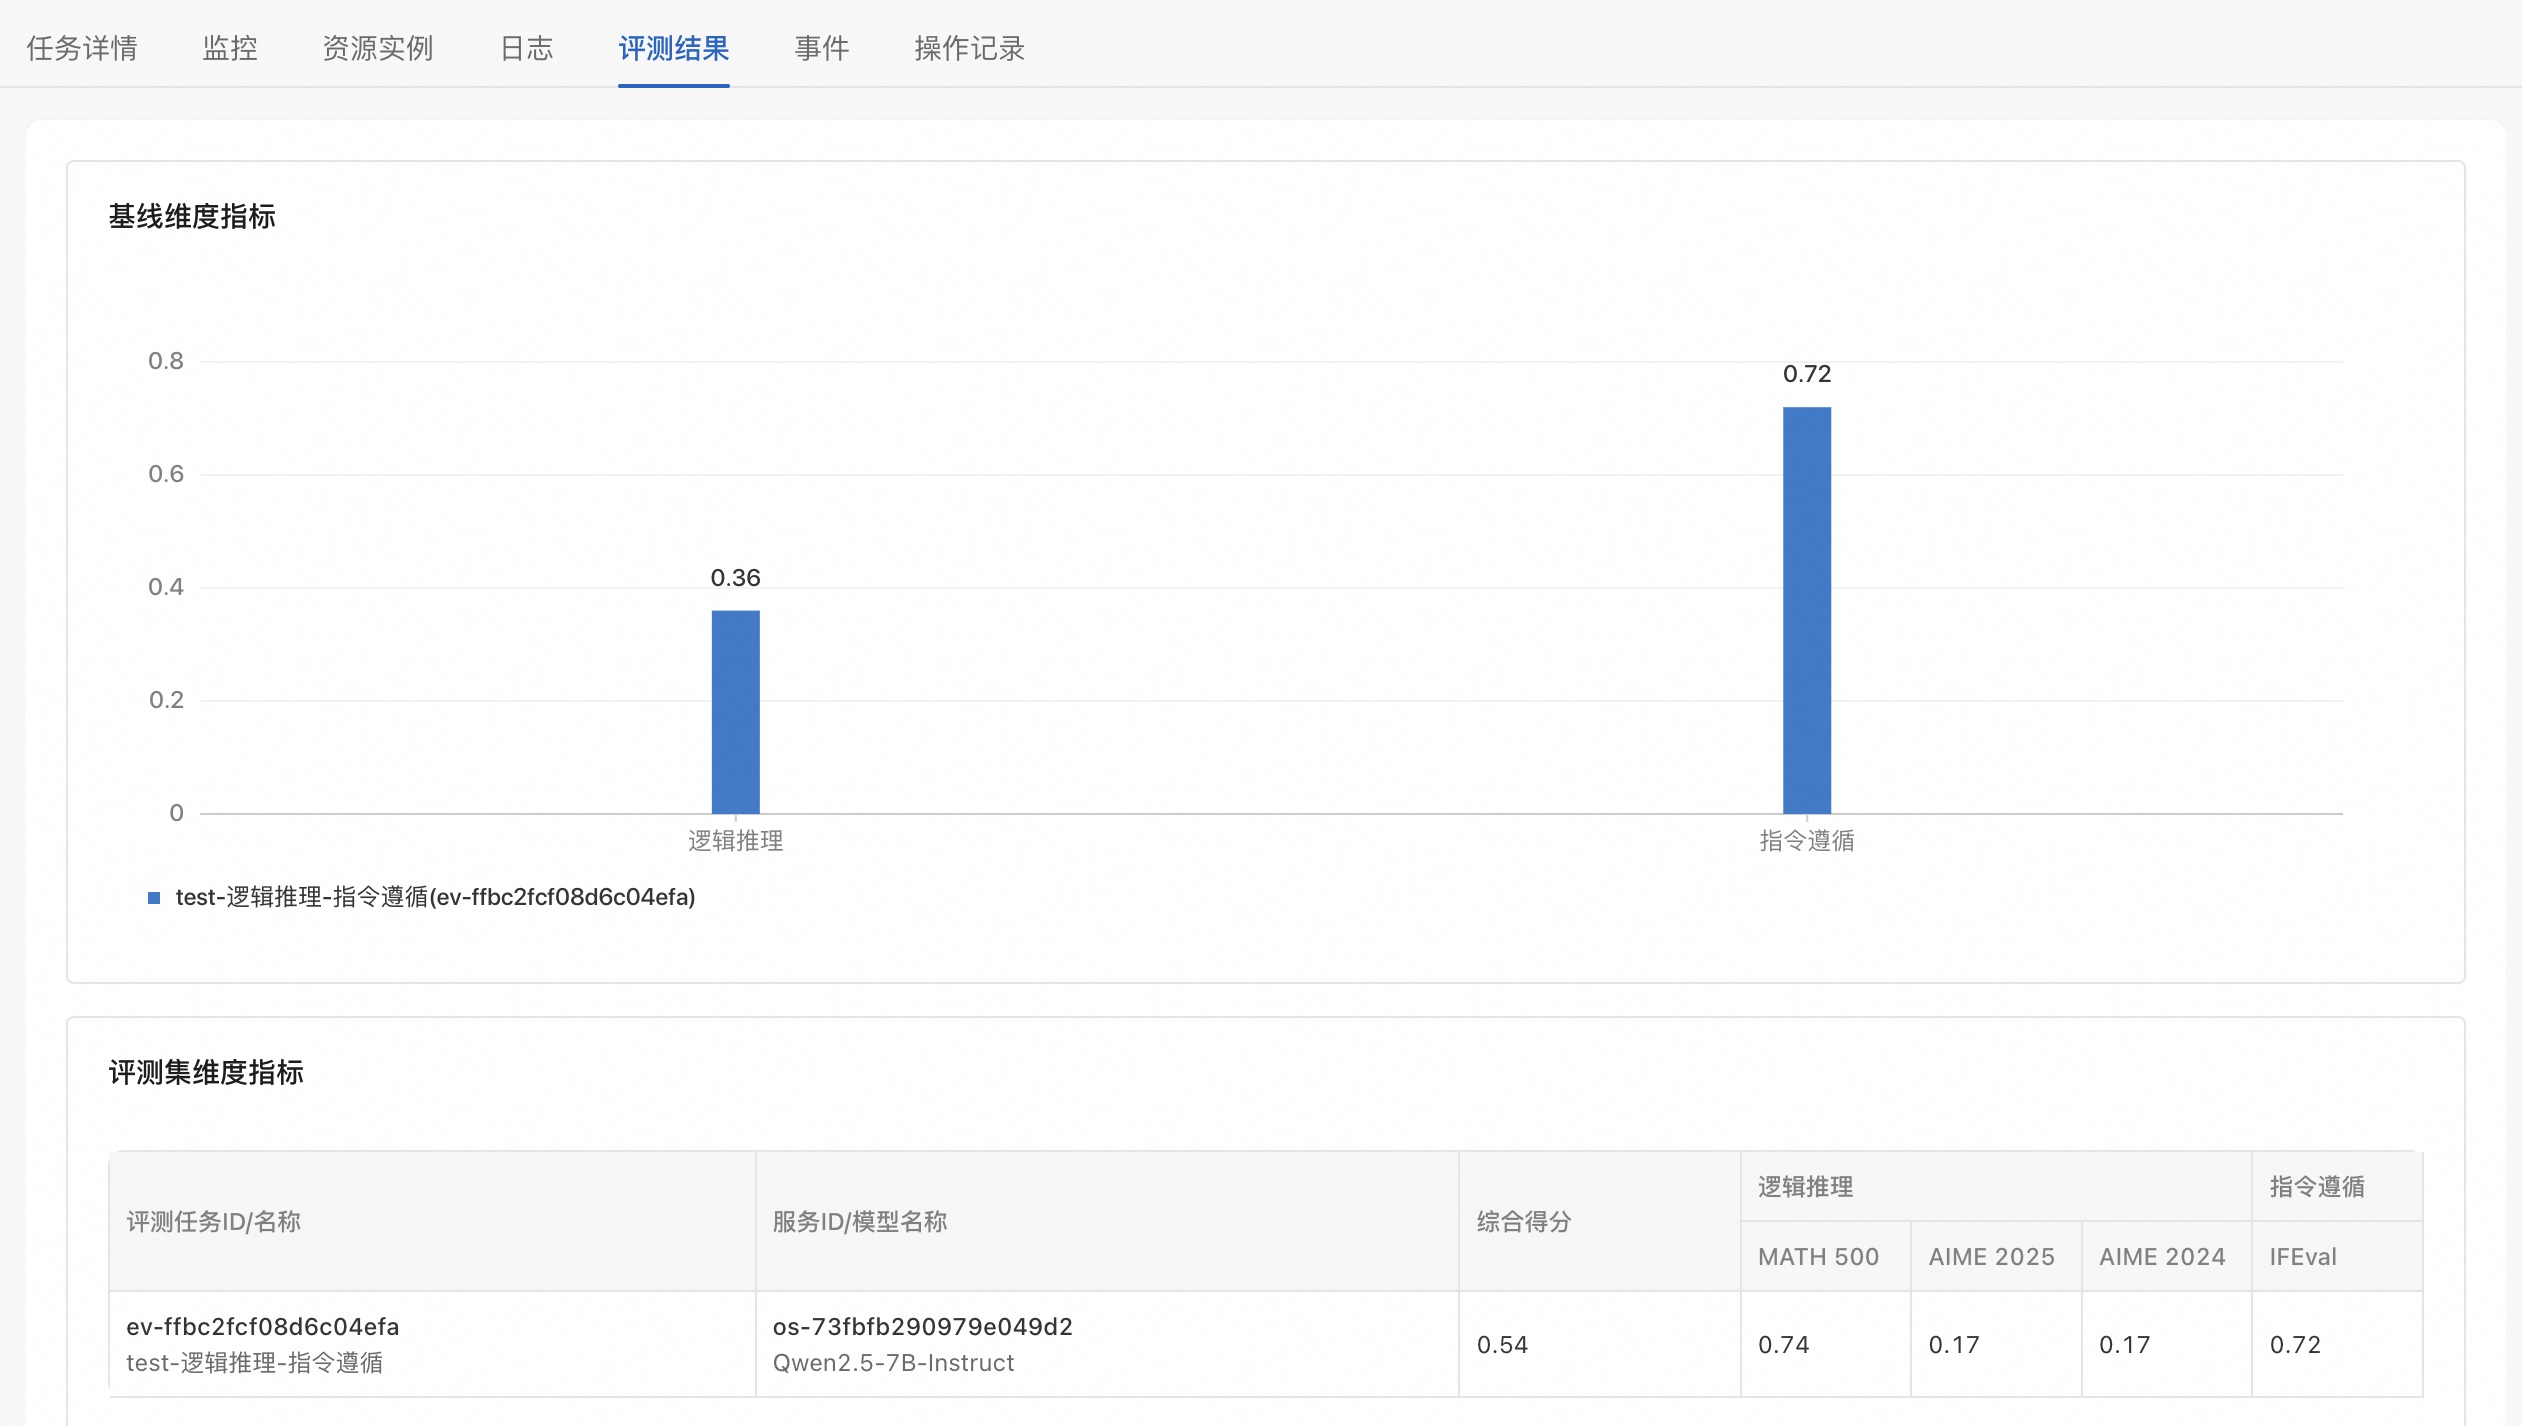 任务详情 监控 资源实例 日志 评测结果 事件 操作记录
基线维度指标
0.8
0.72
0.6
0.4
0.36
0.2
0
逻辑推理 指令遵循
test-逻辑推理-指令遵循(ev-ffbc2fcf08d6c04efa)
评测集维度指标
评测任务ID/名称 服务ID/模型名称 综合得分 逻辑推理 指令遵循
MATH 500 AIME 2025 AIME 2024 IFEval
ev-ffbc2fcf08d6c04efa os-73fbfb290979e049d2 0.54 0.74 0.17 0.17 0.72
test-逻辑推理-指令遵循 Qwen2.5-7B-Instruct